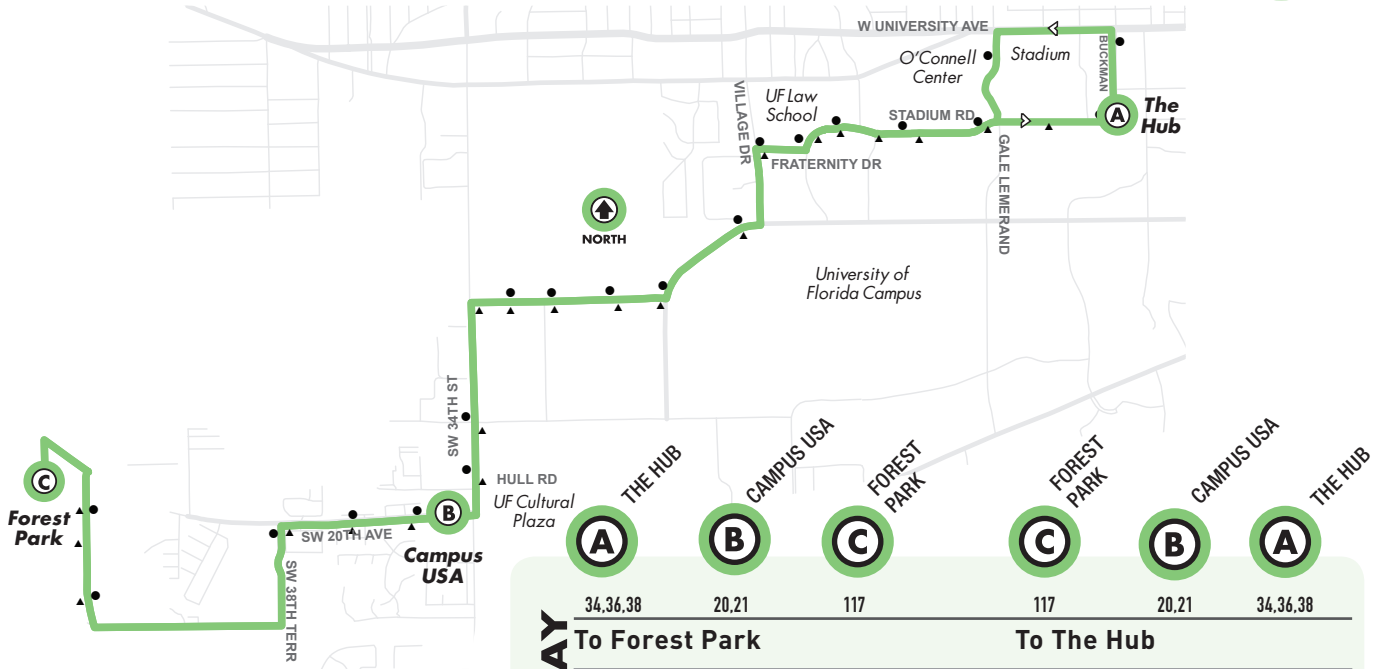 W UNIVERSITY AVE
O'Connell
Center
Stadium
BUCKMAN
A
The
Hub
VILLAGE DR
UF Law
School
STADIUM RD
FRATERNITY DR
GALE LEMERAND
NORTH
University of
Florida Campus
SW 34TH ST
HULL RD
UF Cultural
Plaza
C
Forest
Park
B
Campus
USA
SW 20TH AVE
SW 38TH TERR
THE HUB
CAMPUS USA
FOREST
PARK
FOREST
PARK
CAMPUS USA
THE HUB
A B C C B A
34,36,38 20,21 117 117 20,21 34,36,38
To Forest Park To The Hub
AY